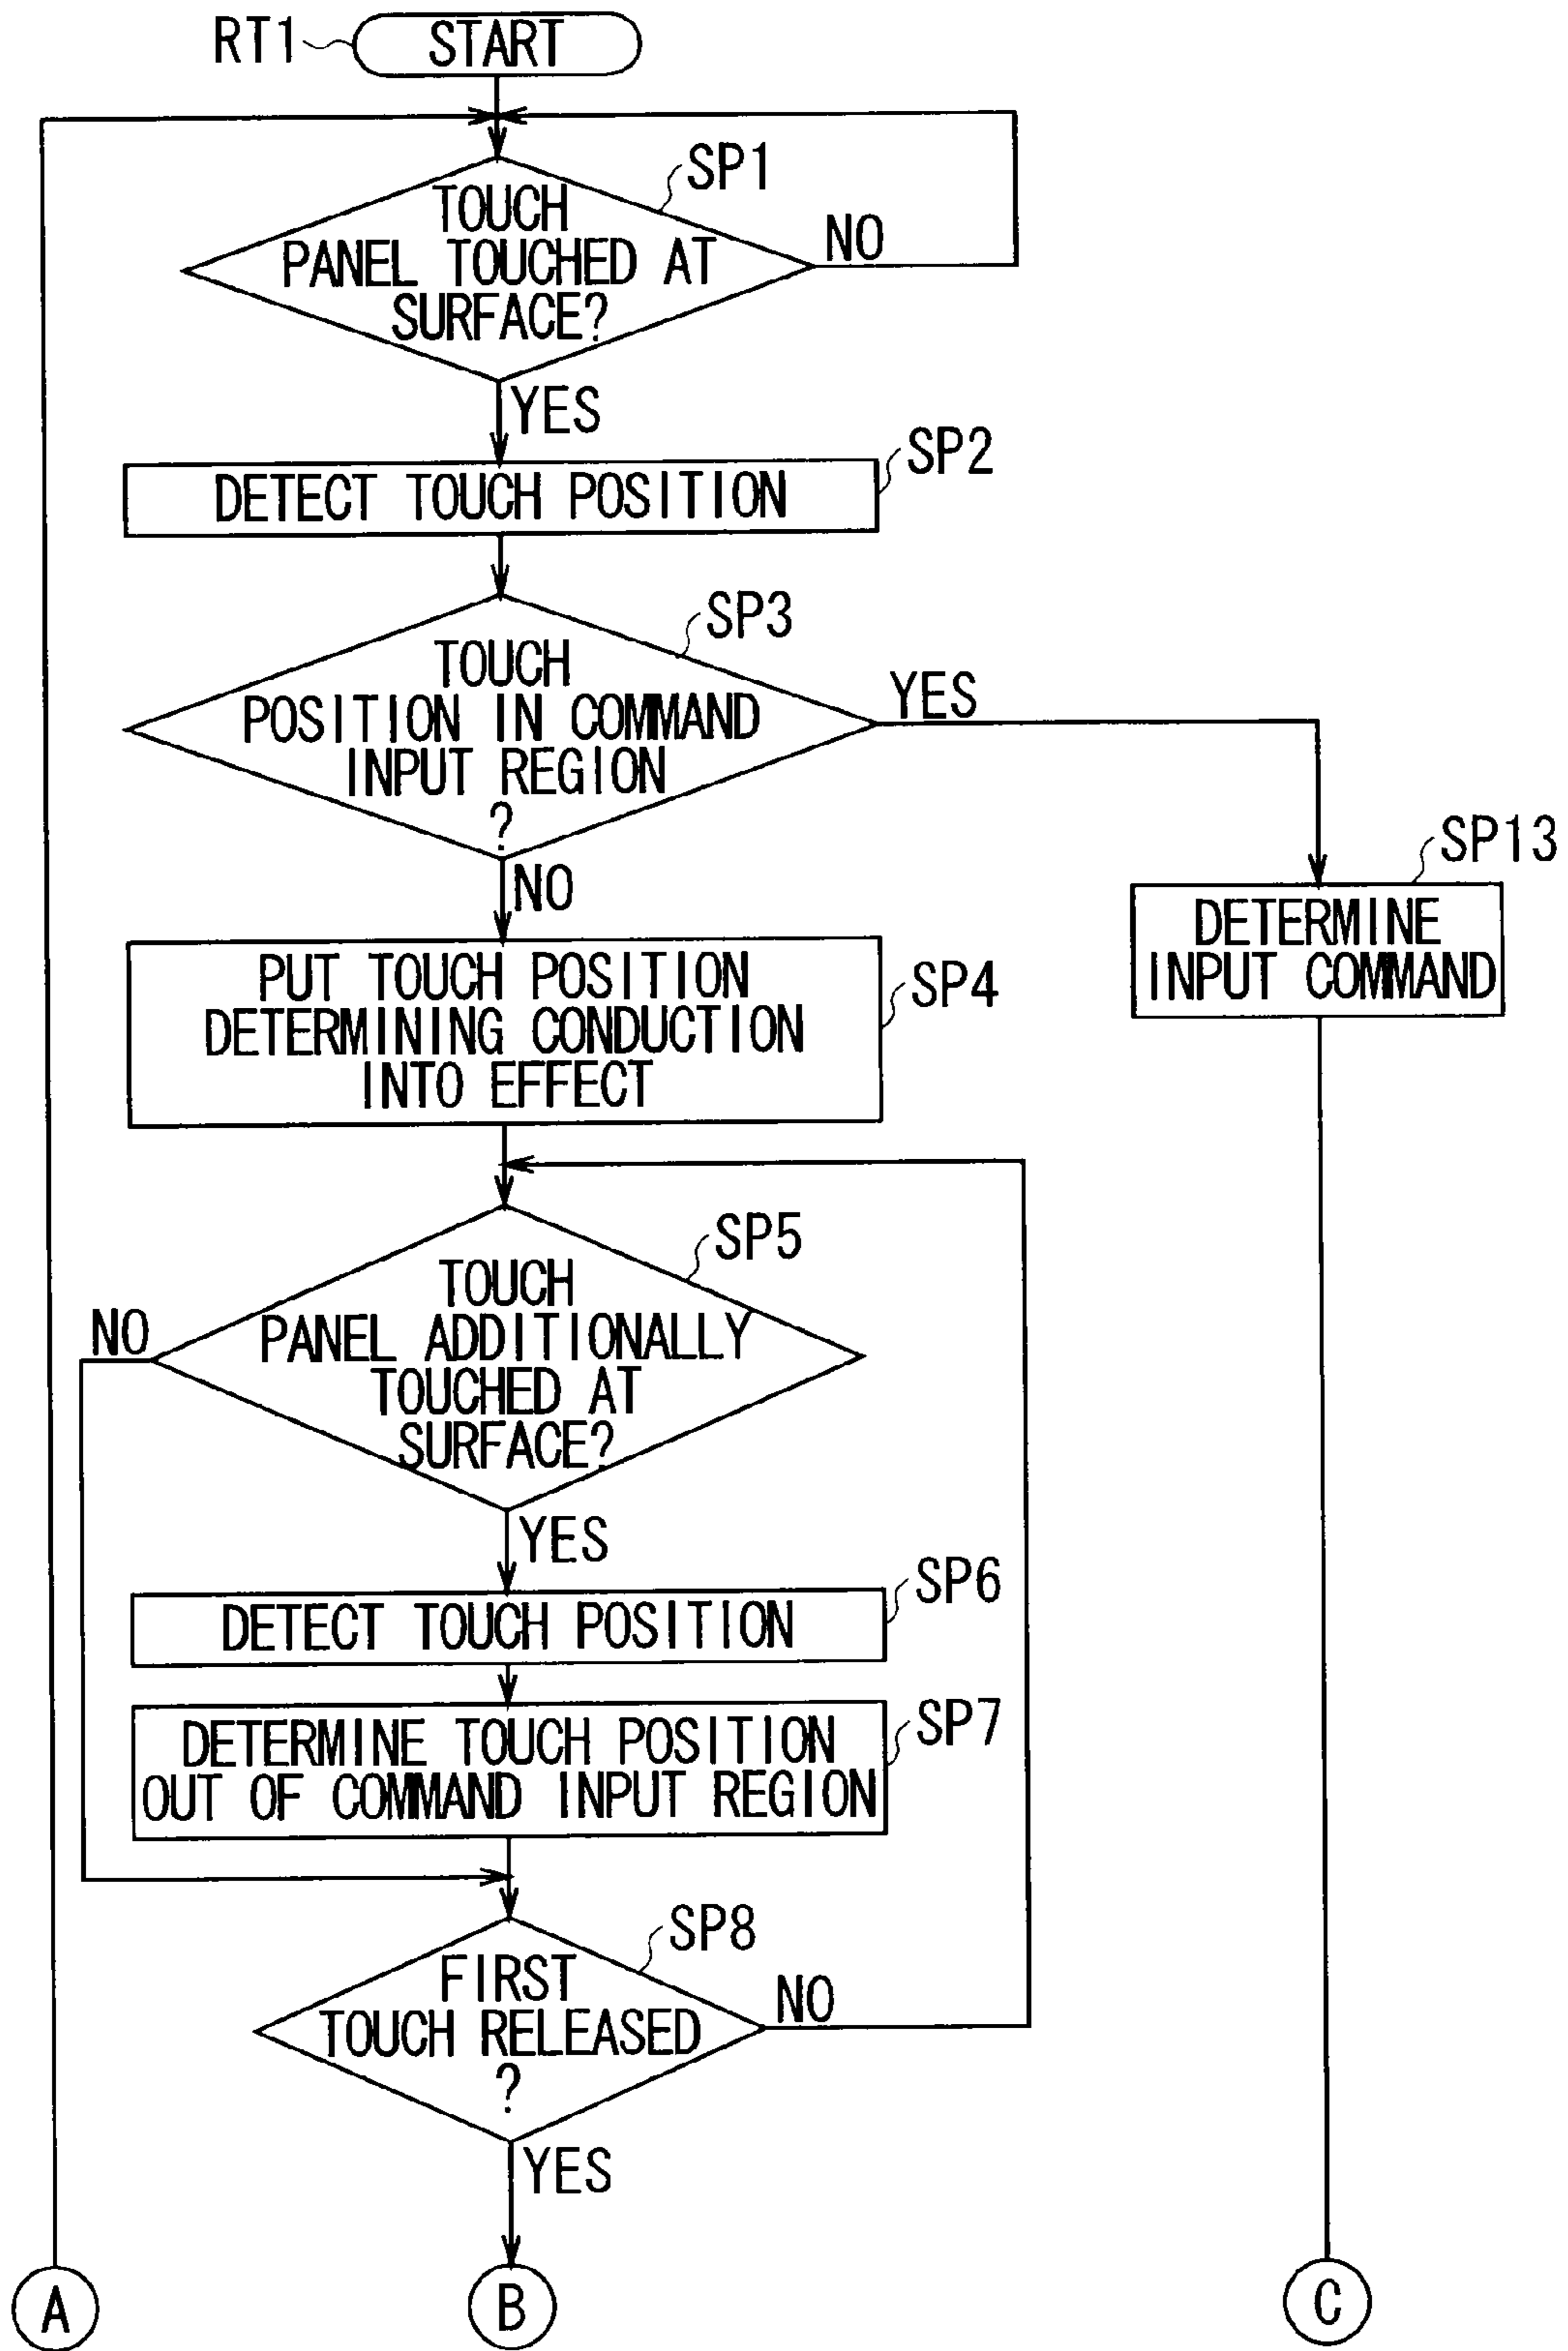 RT1
START
SP1
TOUCH
PANEL TOUCHED AT
SURFACE?
NO
YES
SP2
DETECT TOUCH POSITION
SP3
TOUCH
POSITION IN COMMAND
INPUT REGION
?
YES
NO
SP13
DETERMINE
INPUT COMMAND
SP4
PUT TOUCH POSITION
DETERMINING CONDUCTION
INTO EFFECT
SP5
TOUCH
PANEL ADDITIONALLY
TOUCHED AT
SURFACE?
NO
YES
SP6
DETECT TOUCH POSITION
SP7
DETERMINE TOUCH POSITION
OUT OF COMMAND INPUT REGION
SP8
FIRST
TOUCH RELEASED
?
NO
YES
A
B
C